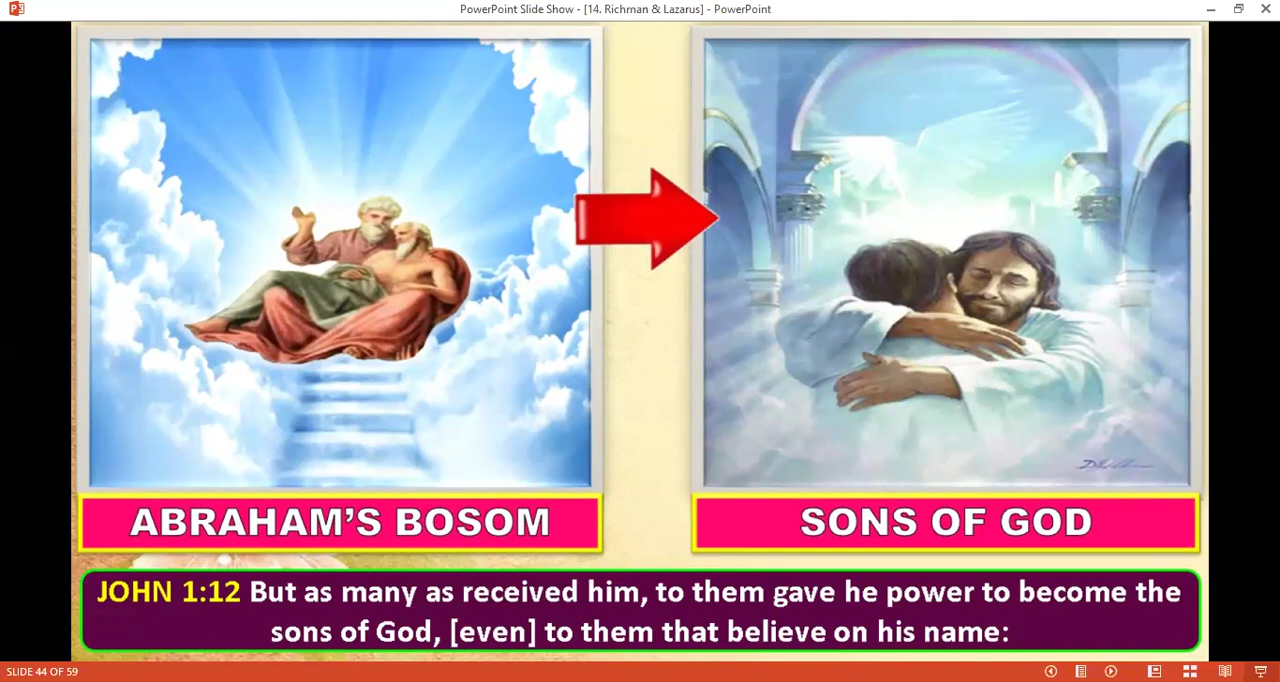 PowerPoint Slide Show - [14. Richman & Lazarus] - PowerPoint
ABRAHAM’S BOSOM
SONS OF GOD
JOHN 1:12 But as many as received him, to them gave he power to become the
sons of God, [even] to them that believe on his name:
SLIDE 44 OF 59